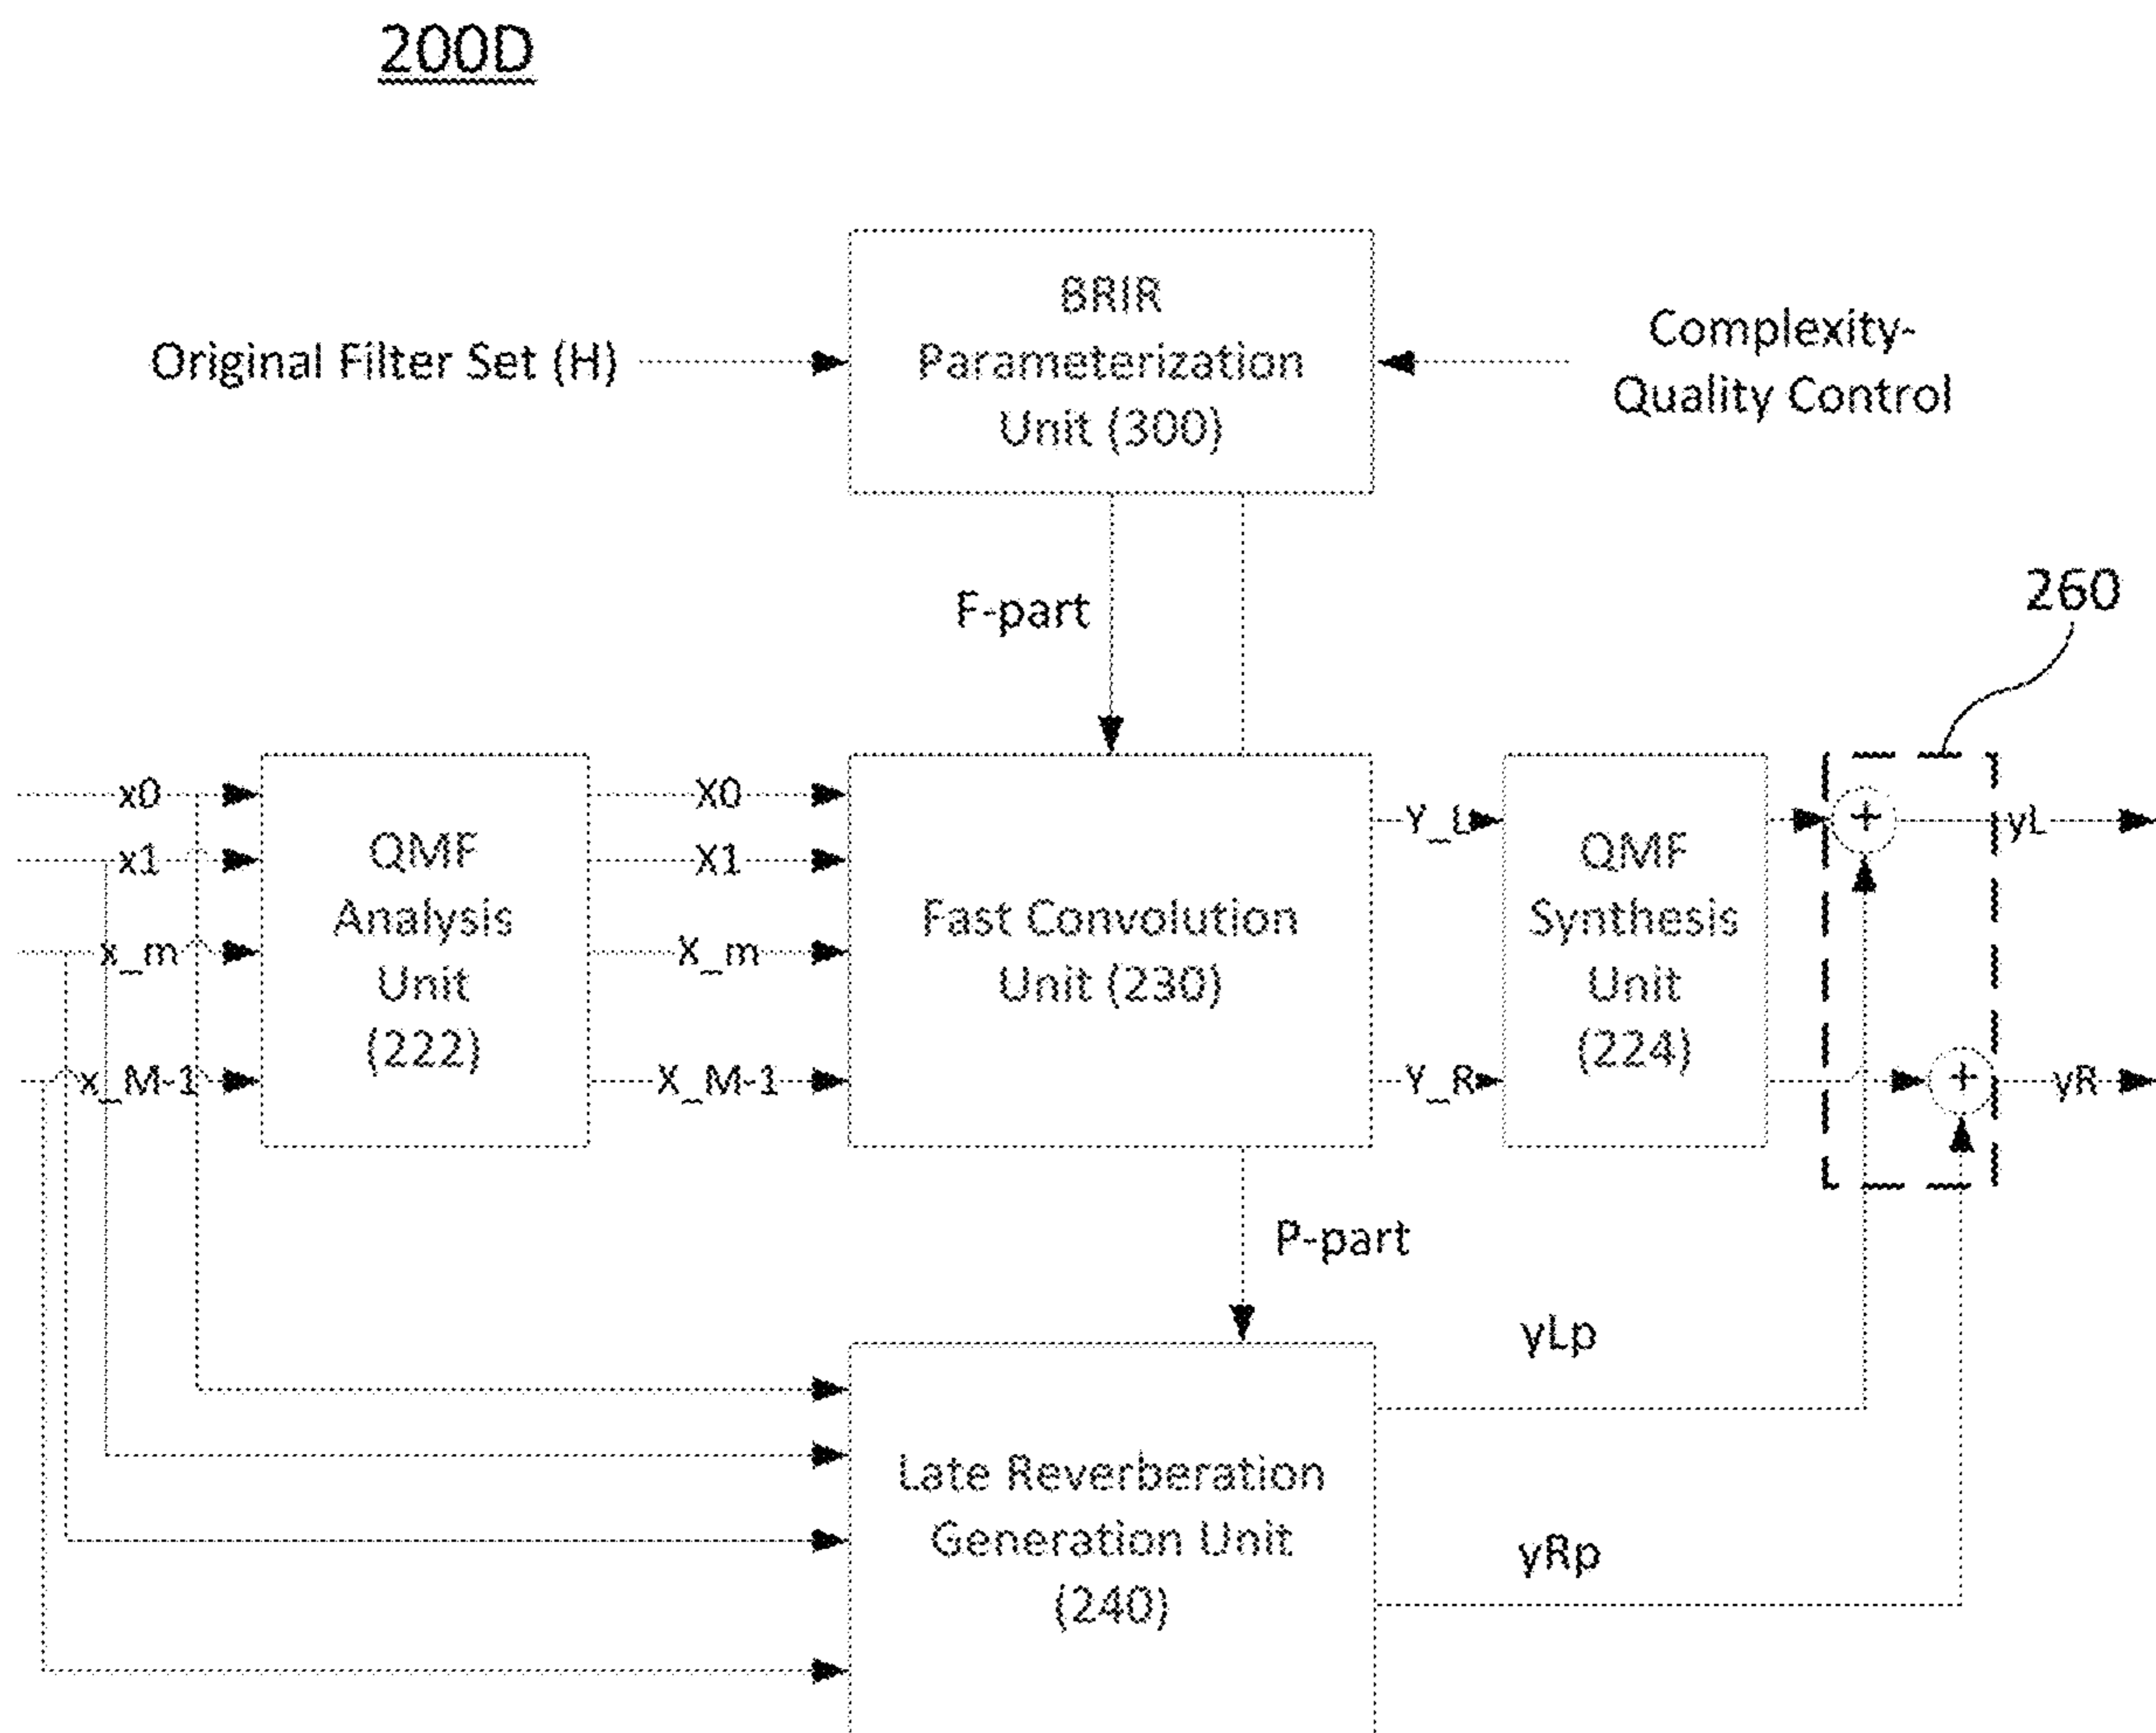 200D
BRIR
Parameterization
Unit (300)
Original Filter Set (H)
Complexity-
Quality Control
F-part
260
x0
x1
x_m
x_M-1
QMF
Analysis
Unit
(222)
X0
X1
X_m
X_M-1
Fast Convolution
Unit (230)
Y_L
Y_R
QMF
Synthesis
Unit
(224)
+
yL
+
yR
P-part
yLp
Late Reverberation
Generation Unit
(240)
yRp